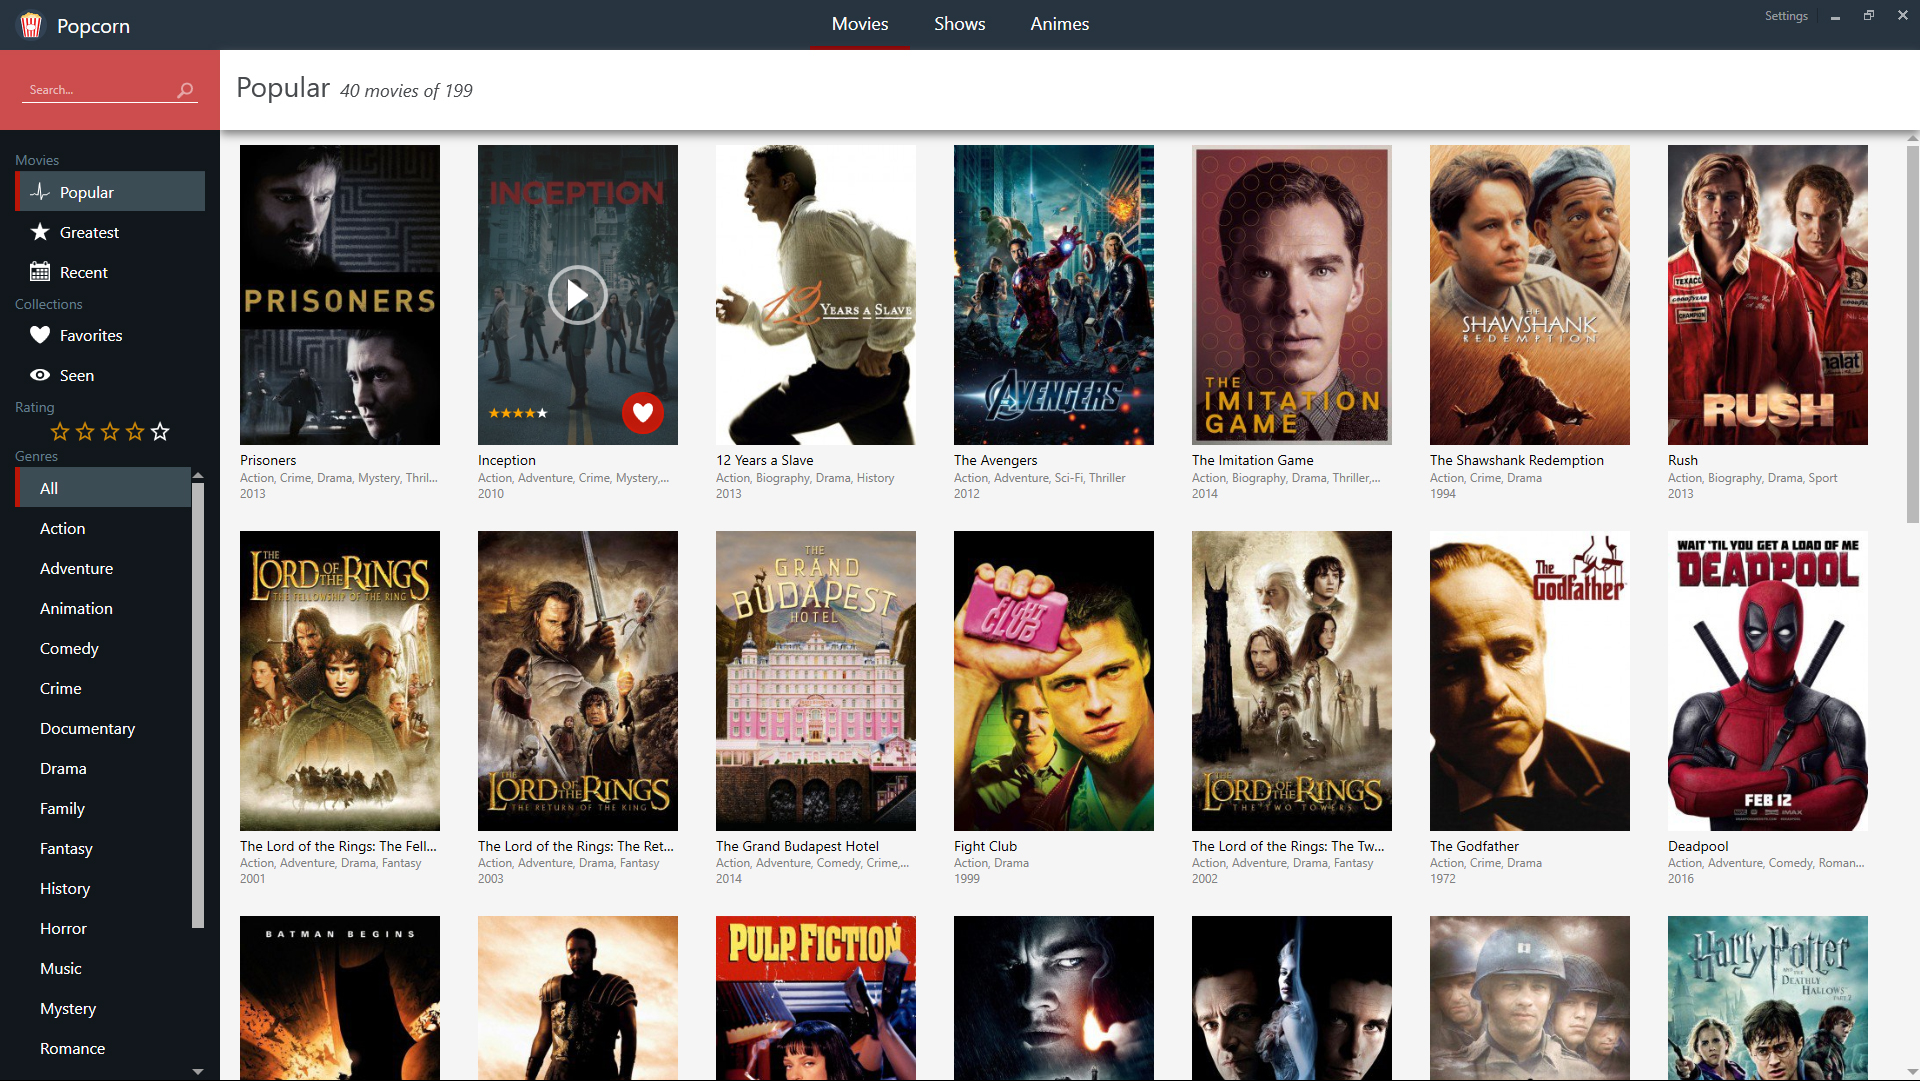 Popcorn
Movies
Shows
Animes
Settings
Search...
Popular 40 movies of 199
Movies
Popular
Greatest
Recent
Collections
Favorites
Seen
Rating
Genres
All
Action
Adventure
Animation
Comedy
Crime
Documentary
Drama
Family
Fantasy
History
Horror
Music
Mystery
Romance
PRISONERS
Prisoners
Action, Crime, Drama, Mystery, Thril...
2013
INCEPTION
Inception
Action, Adventure, Crime, Mystery,...
2010
12 YEARS A SLAVE
12 Years a Slave
Action, Biography, Drama, History
2013
AVENGERS
The Avengers
Action, Adventure, Sci-Fi, Thriller
2012
THE
IMITATION
GAME
The Imitation Game
Action, Biography, Drama, Thriller,...
2014
THE
SHAWSHANK
REDEMPTION
The Shawshank Redemption
Action, Crime, Drama
1994
TEXACO
GOODYEAR
CHAMPION
nalat
RUSH
Rush
Action, Biography, Drama, Sport
2013
THE
LORD OF THE RINGS
THE FELLOWSHIP OF THE RING
The Lord of the Rings: The Fell...
Action, Adventure, Drama, Fantasy
2001
THE
LORD OF THE RINGS
THE RETURN OF THE KING
The Lord of the Rings: The Ret...
Action, Adventure, Drama, Fantasy
2003
THE
GRAND
BUDAPEST
HOTEL
The Grand Budapest Hotel
Action, Adventure, Comedy, Crime,...
2014
FIGHT
CLUB
Fight Club
Action, Drama
1999
THE
LORD OF THE RINGS
THE TWO TOWERS
The Lord of the Rings: The Tw...
Action, Adventure, Drama, Fantasy
2002
The
Godfather
The Godfather
Action, Crime, Drama
1972
WAIT 'TIL YOU GET A LOAD OF ME
DEADPOOL
FEB 12
IMAX
Deadpool
Action, Adventure, Comedy, Roman...
2016
BATMAN BEGINS
PULP FICTION
HARRY POTTER
AND THE
DEATHLY
HALLOWS
PART 2